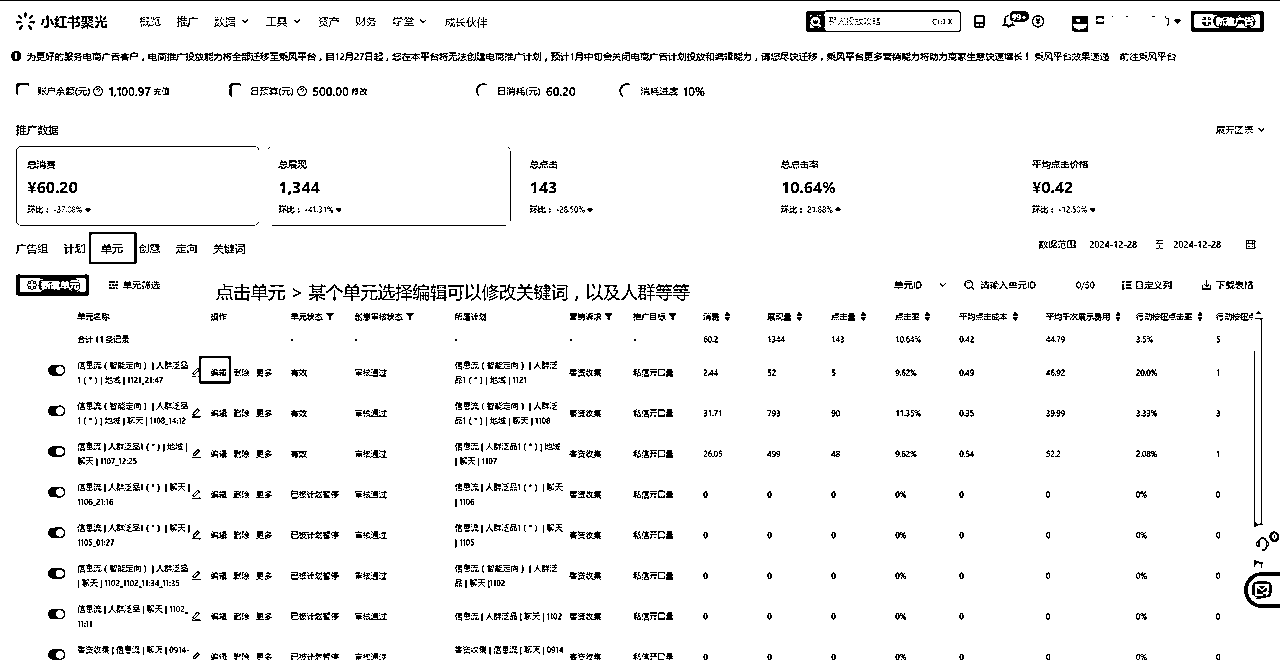 小红书聚光 概览 推广 数据 工具 资产 财务 学堂 成长伙伴 Ctrl X 99+ 新建广告
为更好的服务电商广告客户，电商推广投放能力将全部迁移至乘风平台，自12月27日起，您在本平台将无法创建电商推广计划，预计1月中旬会关闭电商广告计划投放和编辑能力，请您尽快迁移，乘风平台更多营销能力将助力商家生意快速增长！ 乘风平台效果速递 前往乘风平台
账户余额(元) 1,100.97 充值 日预算(元) 500.00 修改 日消耗(元) 60.20 消耗进度 10%
推广数据 展开图表
总消费 总展现 总点击 总点击率 平均点击价格
¥60.20 1,344 143 10.64% ¥0.42
环比： -37.08% 环比： -41.31% 环比： -28.50% 环比： 21.88% 环比： -12.50%
广告组 计划 单元 创意 定向 关键词 数据范围 2024-12-28 至 2024-12-28
新建单元 单元筛选 点击单元 > 某个单元选择编辑可以修改关键词，以及人群等等 单元ID 请输入单元ID 0/50 自定义列 下载表格
单元名称 操作 单元状态 创意审核状态 所属计划 营销诉求 推广目标 消费 展现量 点击量 点击率 平均点击成本 平均千次展示费用 行动按钮点击率 行动按钮点
合计 11 条记录 - - - - - 60.2 1344 143 10.64% 0.42 44.79 3.5% 5
信息流 ( 智能定向 ) | 人群泛品1 ( * ) | 地域 | 1121_21:47 编辑 删除 更多 有效 审核通过 信息流 ( 智能定向 ) | 人群泛品1 ( * ) | 地域 | 1121 客资收集 私信开口量 2.44 52 5 9.62% 0.49 46.92 20.0% 1
信息流 ( 智能定向 ) | 人群泛品1 ( * ) | 地域 | 聊天 | 1108_14:12 编辑 删除 更多 有效 审核通过 信息流 ( 智能定向 ) | 人群泛品1 ( * ) | 地域 | 聊天 | 1108 客资收集 私信开口量 31.71 793 90 11.35% 0.35 39.99 3.33% 3
信息流 | 人群泛品1 ( * ) | 地域 | 聊天 | 1107_12:25 编辑 删除 更多 有效 审核通过 信息流 | 人群泛品1 ( * ) | 地域 | 聊天 | 1107 客资收集 私信开口量 26.05 499 48 9.62% 0.54 52.2 2.08% 1
信息流 | 人群泛品1 ( * ) | 聊天 | 1106_21:16 编辑 删除 更多 已被计划暂停 审核通过 信息流 | 人群泛品1 ( * ) | 聊天 | 1106 客资收集 私信开口量 0 0 0 0% 0 0 0% 0
信息流 | 人群泛品1 ( * ) | 聊天 | 1105_01:27 编辑 删除 更多 已被计划暂停 审核通过 信息流 | 人群泛品1 ( * ) | 聊天 | 1105 客资收集 私信开口量 0 0 0 0% 0 0 0% 0
信息流 ( 智能定向 ) | 人群泛品 | 聊天 | 1102_1102_11:34_11:35 编辑 删除 更多 已被计划暂停 审核通过 信息流 ( 智能定向 ) | 人群泛品 | 聊天 | 1102 客资收集 私信开口量 0 0 0 0% 0 0 0% 0
信息流 | 人群泛品 | 聊天 | 1102_11:11 编辑 删除 更多 已被计划暂停 审核通过 信息流 | 人群泛品 | 聊天 | 1102 客资收集 私信开口量 0 0 0 0% 0 0 0% 0
客资收集 | 信息流 | 聊天 | 0914- 编辑 删除 更多 已被计划暂停 审核通过 客资收集 | 信息流 | 聊天 | 0914 客资收集 私信开口量 0 0 0 0% 0 0 0% 0